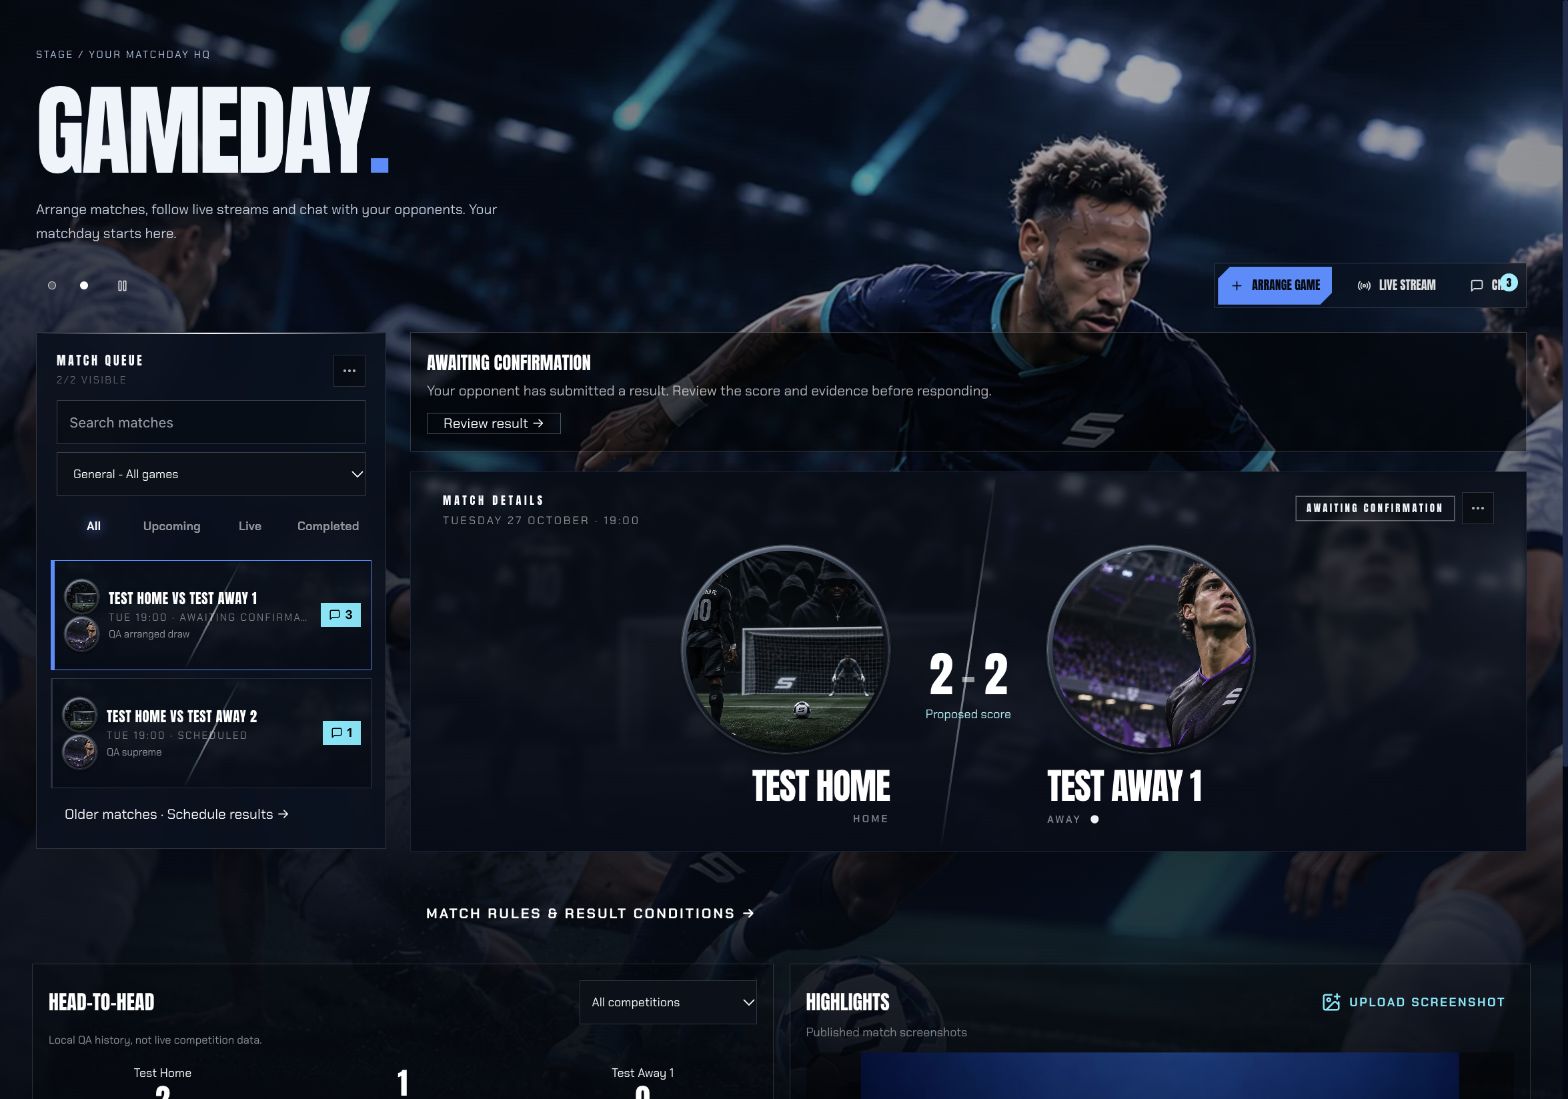 STAGE / YOUR MATCHDAY HQ
GAMEDAY.
Arrange matches, follow live streams and chat with your opponents. Your
matchday starts here.
ARRANGE GAME
LIVE STREAM
3
MATCH QUEUE
2/2 VISIBLE
Search matches
General - All games
All
Upcoming
Live
Completed
TEST HOME VS TEST AWAY 1
TUE 19:00 · AWAITING CONFIRMA...
QA arranged draw
3
TEST HOME VS TEST AWAY 2
TUE 19:00 · SCHEDULED
QA supreme
1
Older matches · Schedule results →
AWAITING CONFIRMATION
Your opponent has submitted a result. Review the score and evidence before responding.
Review result →
MATCH DETAILS
TUESDAY 27 OCTOBER · 19:00
AWAITING CONFIRMATION
10
2 - 2
Proposed score
TEST HOME
HOME
TEST AWAY 1
AWAY
MATCH RULES & RESULT CONDITIONS →
HEAD-TO-HEAD
All competitions
Local QA history, not live competition data.
Test Home
1
Test Away 1
HIGHLIGHTS
Published match screenshots
UPLOAD SCREENSHOT